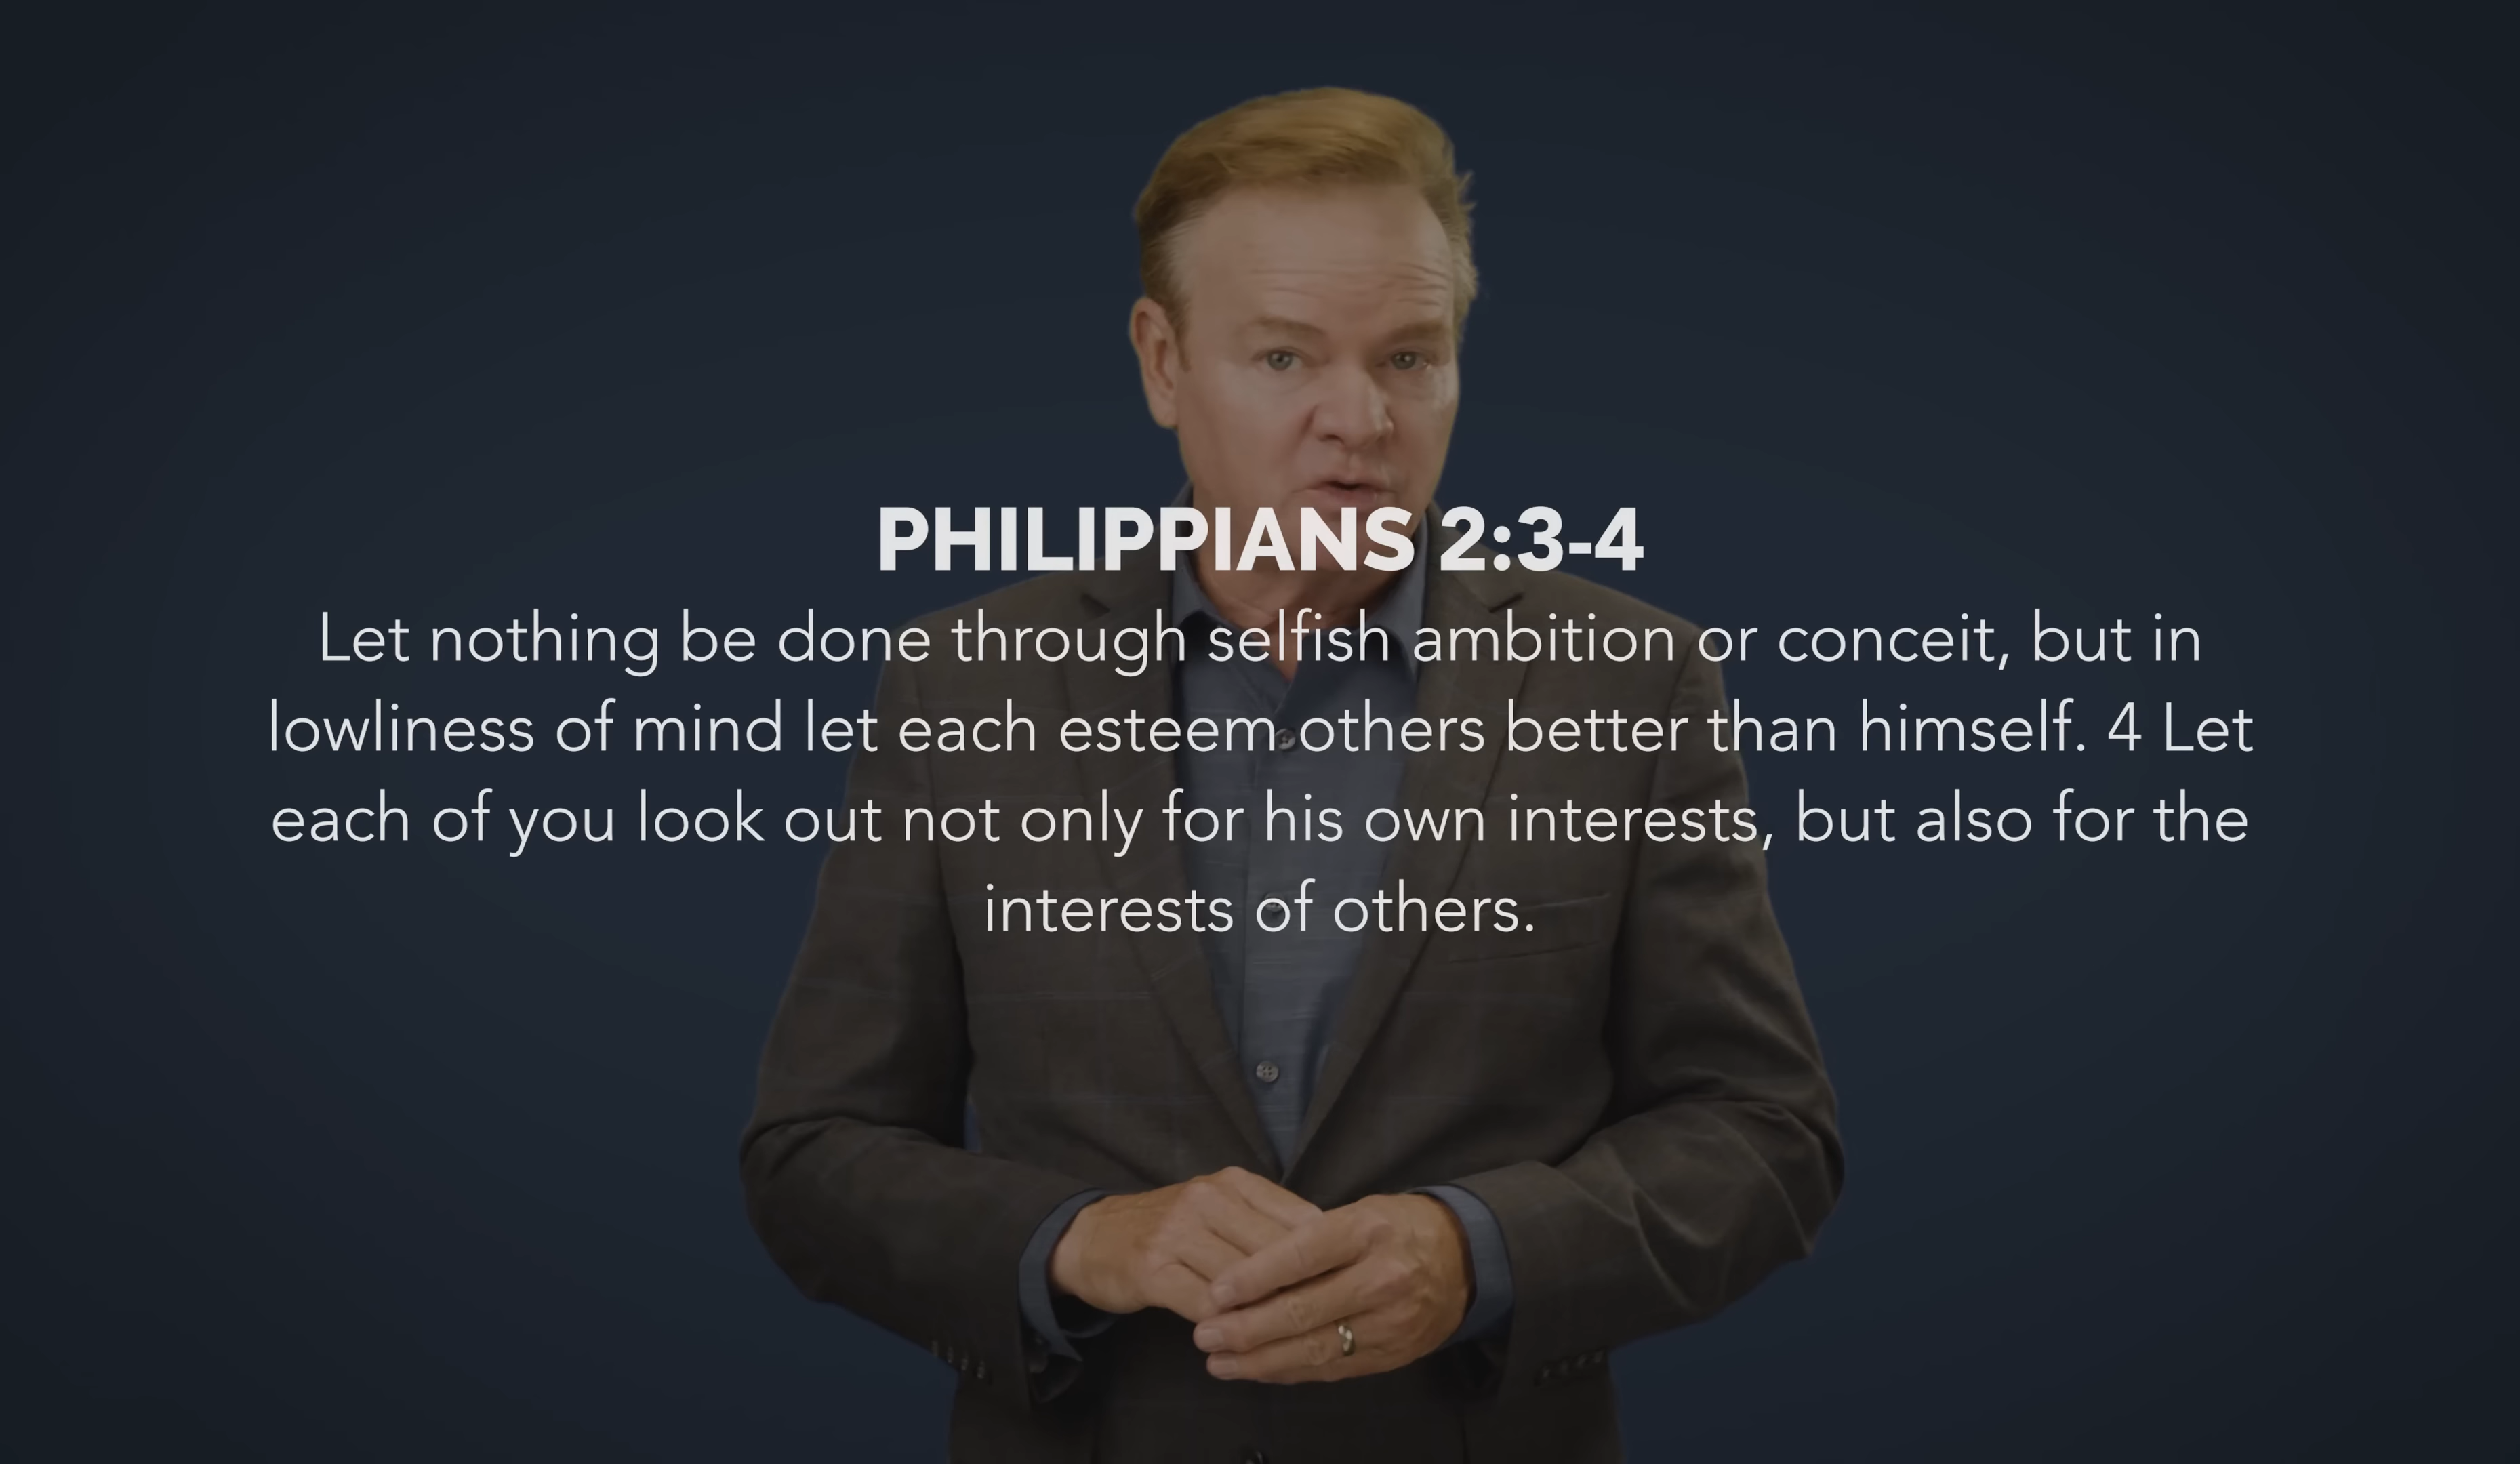 PHILIPPIANS 2:3-4
Let nothing be done through selfish ambition or conceit, but in
lowliness of mind let each esteem others better than himself. 4 Let
each of you look out not only for his own interests, but also for the
interests of others.